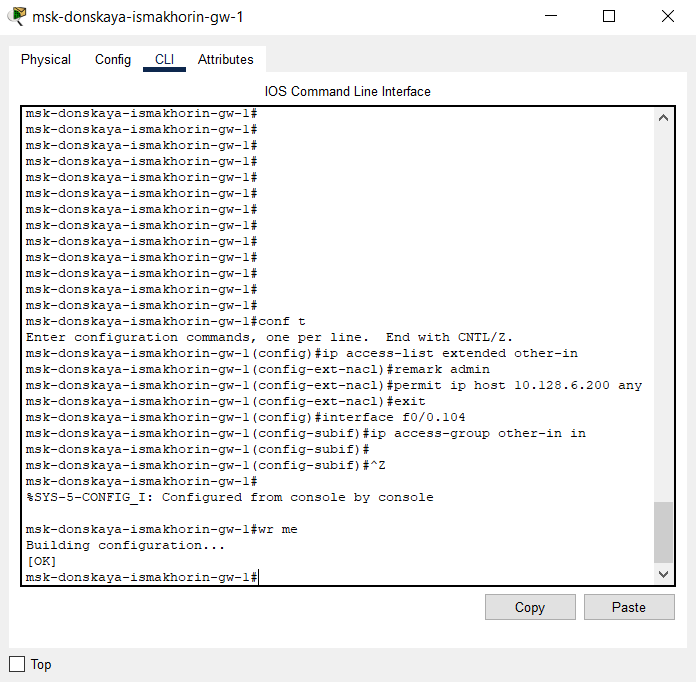 msk-donskaya-ismakhorin-gw-1
Physical Config CLI Attributes
IOS Command Line Interface
msk-donskaya-ismakhorin-gw-1#
msk-donskaya-ismakhorin-gw-1#
msk-donskaya-ismakhorin-gw-1#
msk-donskaya-ismakhorin-gw-1#
msk-donskaya-ismakhorin-gw-1#
msk-donskaya-ismakhorin-gw-1#
msk-donskaya-ismakhorin-gw-1#
msk-donskaya-ismakhorin-gw-1#
msk-donskaya-ismakhorin-gw-1#
msk-donskaya-ismakhorin-gw-1#
msk-donskaya-ismakhorin-gw-1#
msk-donskaya-ismakhorin-gw-1#
msk-donskaya-ismakhorin-gw-1#
msk-donskaya-ismakhorin-gw-1#conf t
Enter configuration commands, one per line.  End with CNTL/Z.
msk-donskaya-ismakhorin-gw-1(config)#ip access-list extended other-in
msk-donskaya-ismakhorin-gw-1(config-ext-nacl)#remark admin
msk-donskaya-ismakhorin-gw-1(config-ext-nacl)#permit ip host 10.128.6.200 any
msk-donskaya-ismakhorin-gw-1(config-ext-nacl)#exit
msk-donskaya-ismakhorin-gw-1(config)#interface f0/0.104
msk-donskaya-ismakhorin-gw-1(config-subif)#ip access-group other-in in
msk-donskaya-ismakhorin-gw-1(config-subif)#
msk-donskaya-ismakhorin-gw-1(config-subif)#^Z
msk-donskaya-ismakhorin-gw-1#
%SYS-5-CONFIG_I: Configured from console by console
msk-donskaya-ismakhorin-gw-1#wr me
Building configuration...
[OK]
msk-donskaya-ismakhorin-gw-1#
Copy Paste
Top